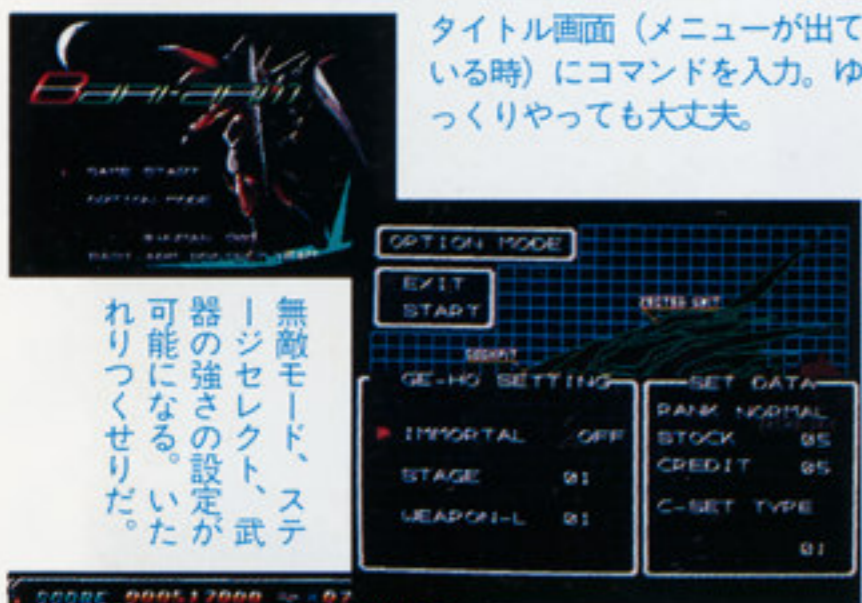 タイトル画面（メニューが出て
いる時）にコマンドを入力。ゆ
っくりやっても大丈夫。
GAME START
OPTION MODE
無敵モード、ステ
ージセレクト、武
器の強さの設定が
可能になる。いた
れりつくせりだ。
OPTION MODE
EXIT
START
COCKPIT
GE-HO SETTING
IMMORTAL OFF
STAGE 01
WEAPON-L 01
SET DATA
RANK NORMAL
STOCK 05
CREDIT 05
C-SET TYPE
01
SCORE 000517000